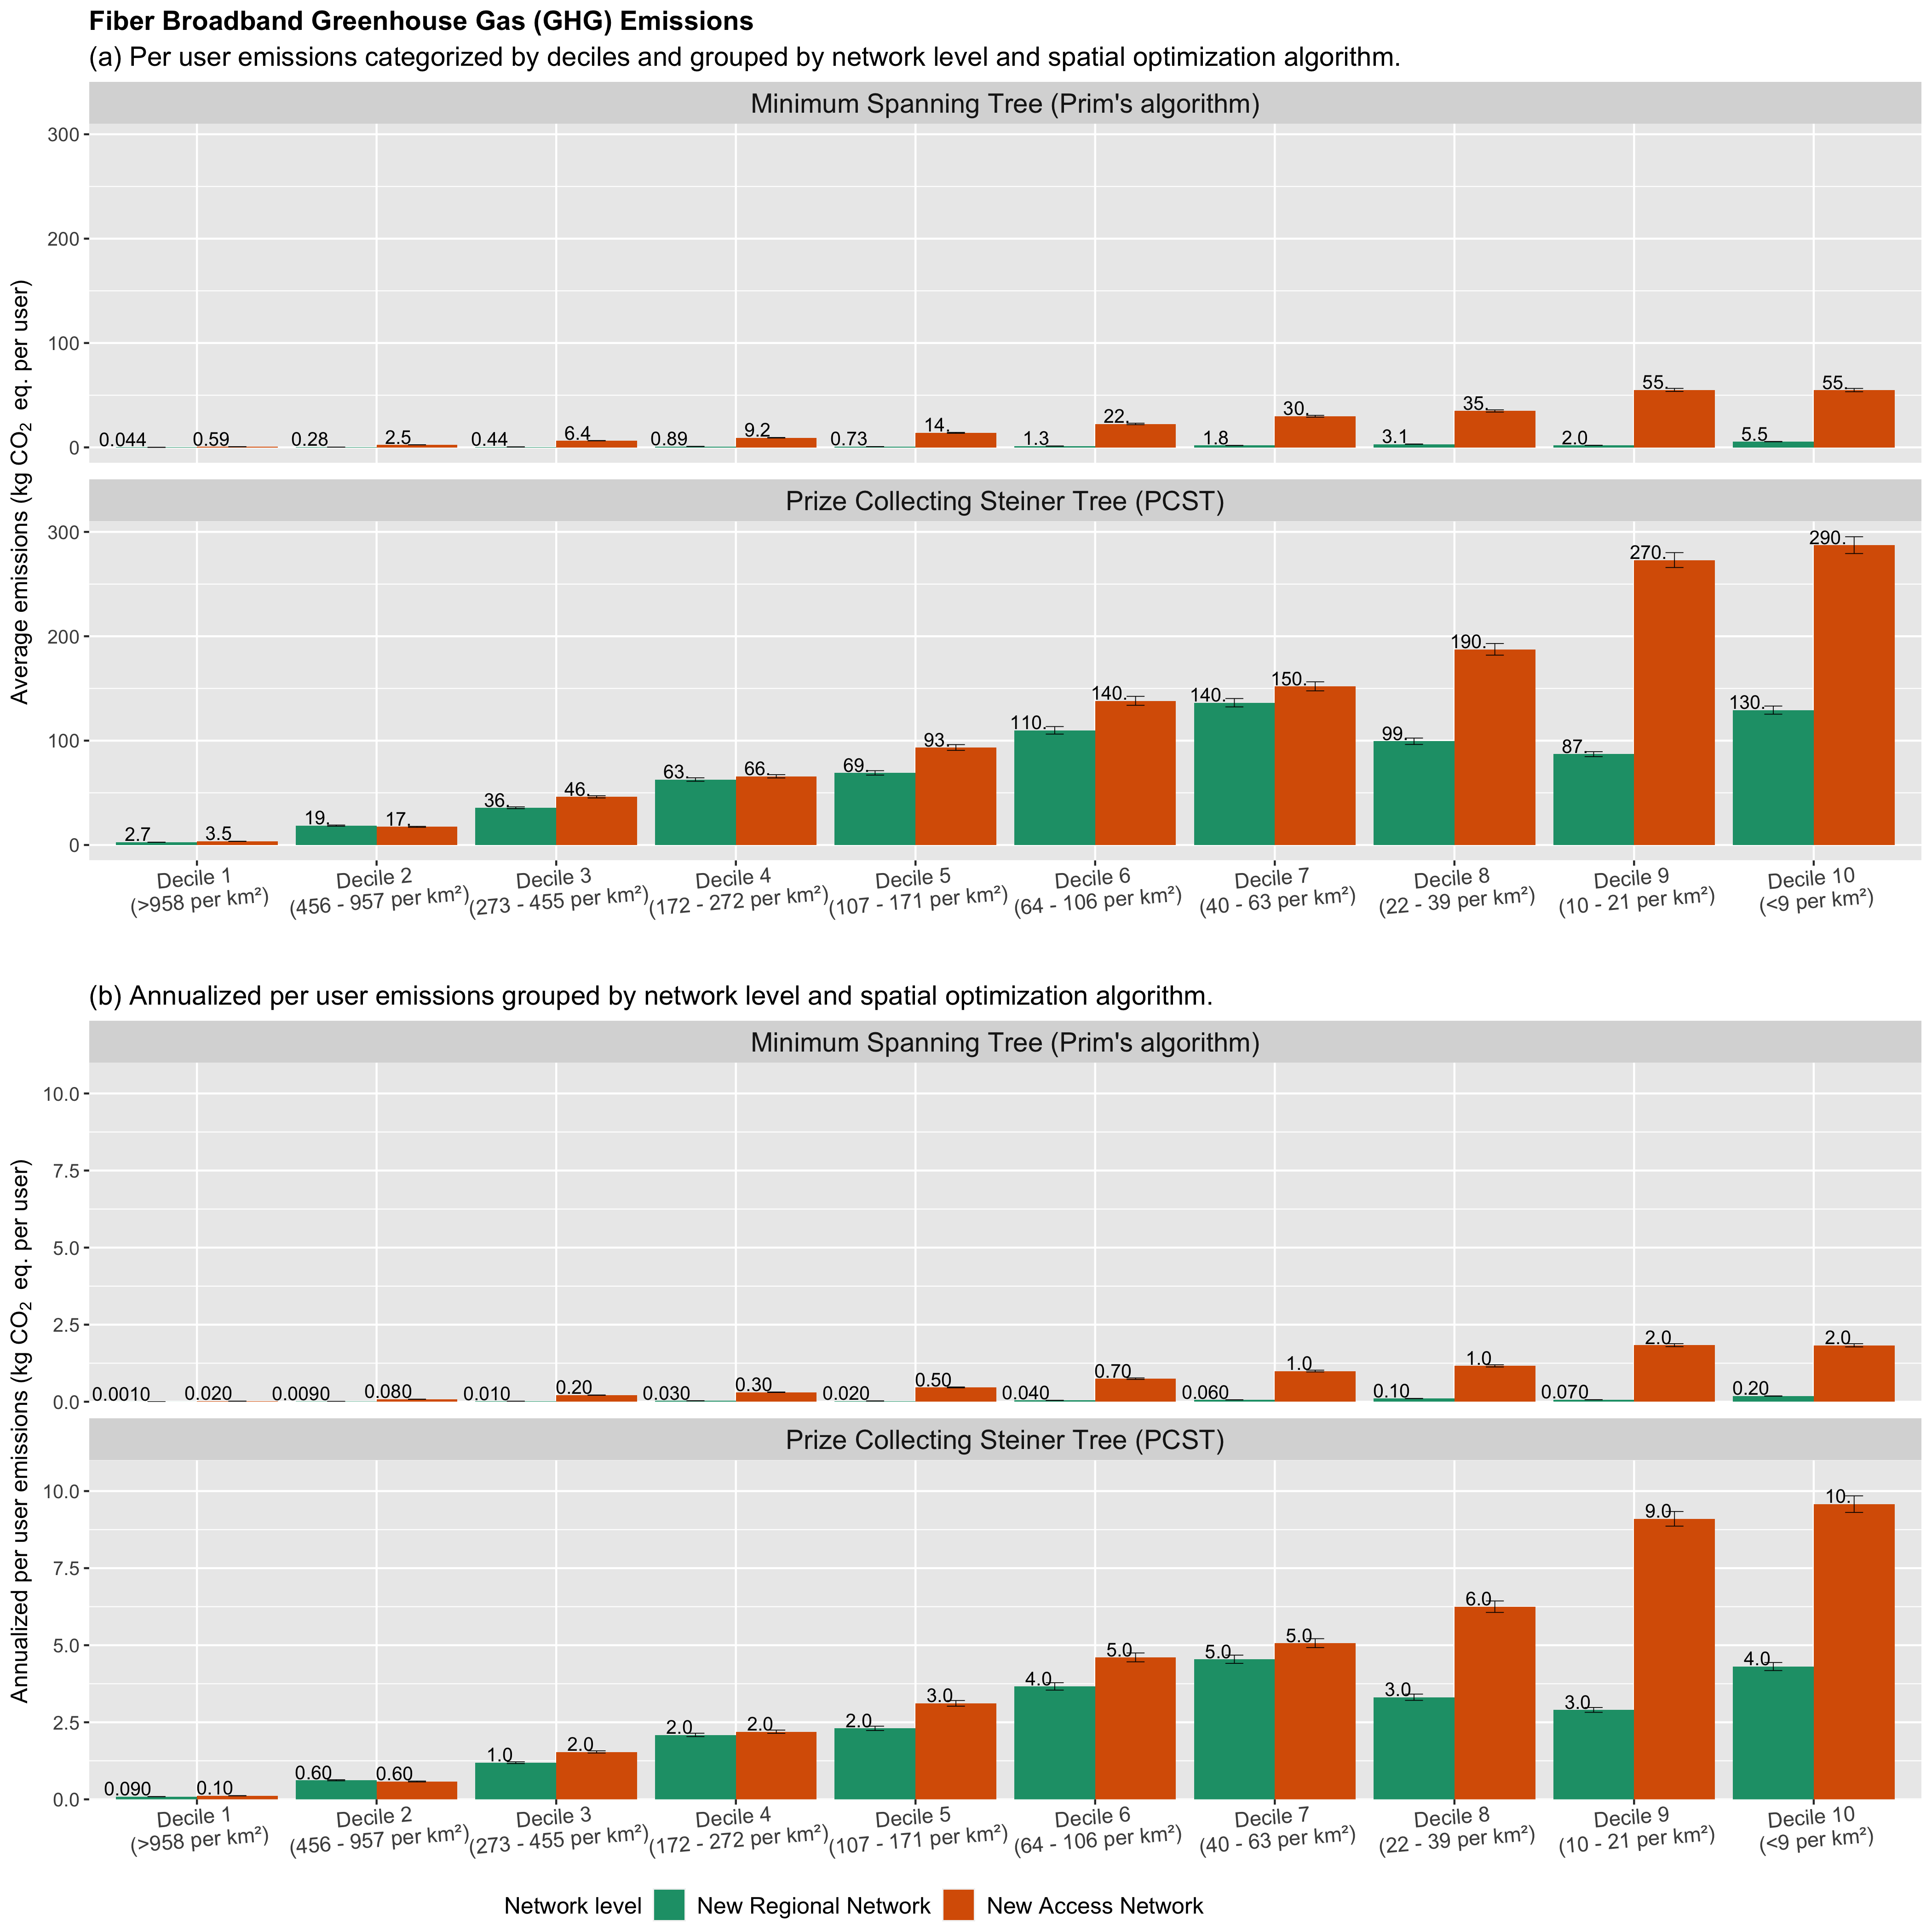 Fiber Broadband Greenhouse Gas (GHG) Emissions
(a) Per user emissions categorized by deciles and grouped by network level and spatial optimization algorithm.
Average emissions (kg CO₂ eq. per user)
Minimum Spanning Tree (Prim's algorithm)
300
200
100
0
0.044 0.59 0.28 2.5 0.44 6.4 0.89 9.2 0.73 14. 1.3 22. 1.8 30. 3.1 35. 2.0 55. 5.5 55.
Prize Collecting Steiner Tree (PCST)
300
200
100
0
2.7 3.5 19. 17. 36. 46. 63. 66. 69. 93. 110. 140. 140. 150. 99. 190. 87. 270. 130. 290.
Decile 1 Decile 2 Decile 3 Decile 4 Decile 5 Decile 6 Decile 7 Decile 8 Decile 9 Decile 10
(>958 per km²) (456 - 957 per km²) (273 - 455 per km²) (172 - 272 per km²) (107 - 171 per km²) (64 - 106 per km²) (40 - 63 per km²) (22 - 39 per km²) (10 - 21 per km²) (<9 per km²)
(b) Annualized per user emissions grouped by network level and spatial optimization algorithm.
Annualized per user emissions (kg CO₂ eq. per user)
Minimum Spanning Tree (Prim's algorithm)
10.0
7.5
5.0
2.5
0.0
0.0010 0.020 0.0090 0.080 0.010 0.20 0.030 0.30 0.020 0.50 0.040 0.70 0.060 1.0 0.10 1.0 0.070 2.0 0.20 2.0
Prize Collecting Steiner Tree (PCST)
10.0
7.5
5.0
2.5
0.0
0.090 0.10 0.60 0.60 1.0 2.0 2.0 2.0 2.0 3.0 4.0 5.0 5.0 5.0 3.0 6.0 3.0 9.0 4.0 10.
Decile 1 Decile 2 Decile 3 Decile 4 Decile 5 Decile 6 Decile 7 Decile 8 Decile 9 Decile 10
(>958 per km²) (456 - 957 per km²) (273 - 455 per km²) (172 - 272 per km²) (107 - 171 per km²) (64 - 106 per km²) (40 - 63 per km²) (22 - 39 per km²) (10 - 21 per km²) (<9 per km²)
Network level New Regional Network New Access Network